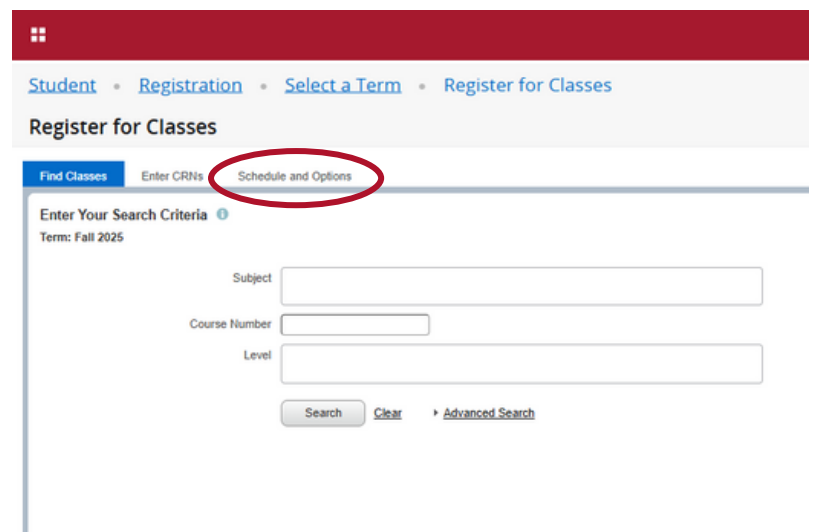 Student • Registration • Select a Term • Register for Classes
Register for Classes
Find Classes Enter CRNs Schedule and Options
Enter Your Search Criteria
Term: Fall 2025
Subject
Course Number
Level
Search Clear Advanced Search